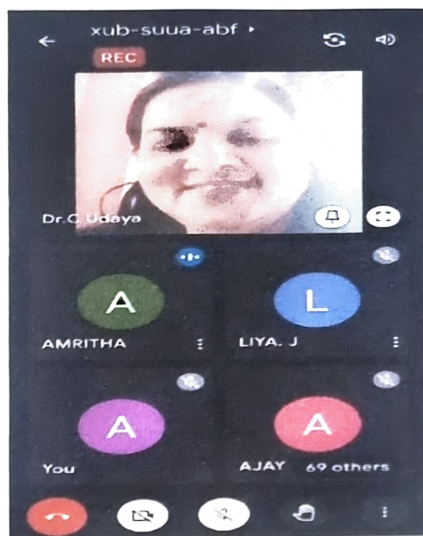 xub-suua-abf
REC
Dr.C Udaya
A
AMRITHA
L
LIYA. J
A
You
A
AJAY 69 others